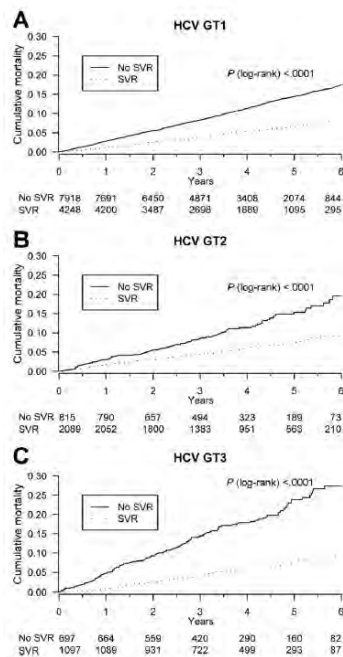 A
HCV GT1
Cumulative mortality
0.30
0.25
0.20
0.15
0.10
0.05
0.00
No SVR
SVR
P (log-rank) <.0001
0 1 2 3 4 5 6
Years
No SVR 7918 7691 6450 4871 3408 2074 844
SVR 4248 4200 3487 2698 1889 1095 295
B
HCV GT2
Cumulative mortality
0.30
0.25
0.20
0.15
0.10
0.05
0.00
No SVR
SVR
P (log-rank) <.0001
0 1 2 3 4 5 6
Years
No SVR 815 790 657 494 323 189 73
SVR 2089 2052 1800 1383 951 563 210
C
HCV GT3
Cumulative mortality
0.30
0.25
0.20
0.15
0.10
0.05
0.00
No SVR
SVR
P (log-rank) <.0001
0 1 2 3 4 5 6
Years
No SVR 697 664 559 420 290 160 82
SVR 1097 1089 931 722 499 293 87